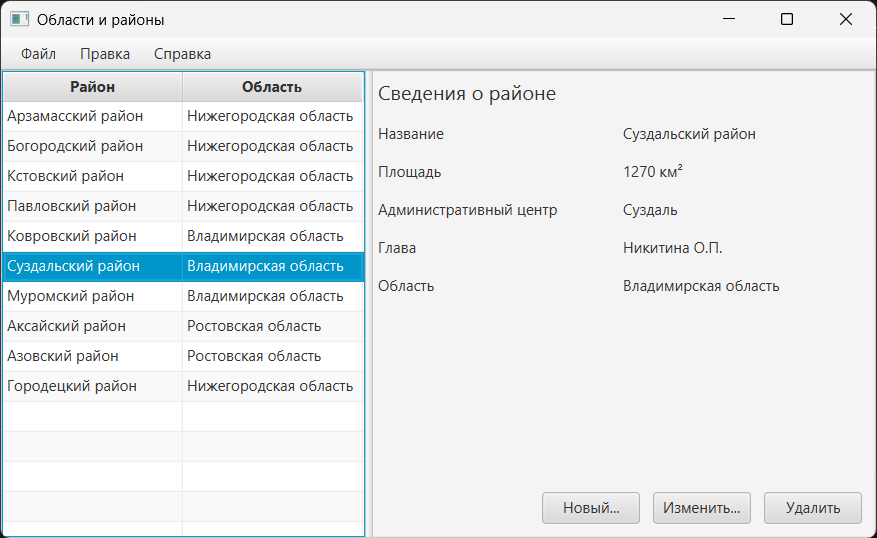 Области и районы
Файл Правка Справка
Район Область
Арзамасский район Нижегородская область
Богородский район Нижегородская область
Кстовский район Нижегородская область
Павловский район Нижегородская область
Ковровский район Владимирская область
Суздальский район Владимирская область
Муромский район Владимирская область
Аксайский район Ростовская область
Азовский район Ростовская область
Городецкий район Нижегородская область
Сведения о районе
Название Суздальский район
Площадь 1270 км²
Административный центр Суздаль
Глава Никитина О.П.
Область Владимирская область
Новый... Изменить... Удалить